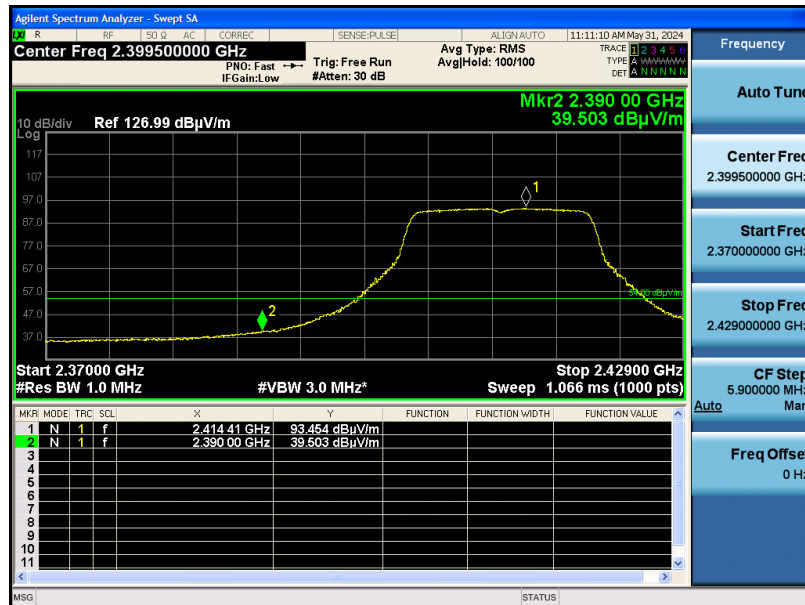 Agilent Spectrum Analyzer - Swept SA
LXI R RF 50 Ω AC CORREC SENSE:PULSE ALIGN AUTO 11:11:10 AM May 31, 2024
Center Freq 2.399500000 GHz
PNO: Fast
IFGain:Low
Trig: Free Run
#Atten: 30 dB
Avg Type: RMS
Avg|Hold: 100/100
TRACE 1 2 3 4 5 6
TYPE A WWWWW
DET A N N N N N
Mkr2 2.390 00 GHz
39.503 dBµV/m
10 dB/div Ref 126.99 dBµV/m
Log
117
107
97.0
87.0
77.0
67.0
57.0
47.0
37.0
1
2
54.00 dBµV/m
Start 2.37000 GHz Stop 2.42900 GHz
#Res BW 1.0 MHz #VBW 3.0 MHz* Sweep 1.066 ms (1000 pts)
MKR MODE TRC SCL X Y FUNCTION FUNCTION WIDTH FUNCTION VALUE
1 N 1 f 2.414 41 GHz 93.454 dBµV/m
2 N 1 f 2.390 00 GHz 39.503 dBµV/m
3
4
5
6
7
8
9
10
11
MSG STATUS
Frequency
Auto Tune
Center Freq
2.399500000 GHz
Start Freq
2.370000000 GHz
Stop Freq
2.429000000 GHz
CF Step
5.900000 MHz
Auto Man
Freq Offset
0 Hz